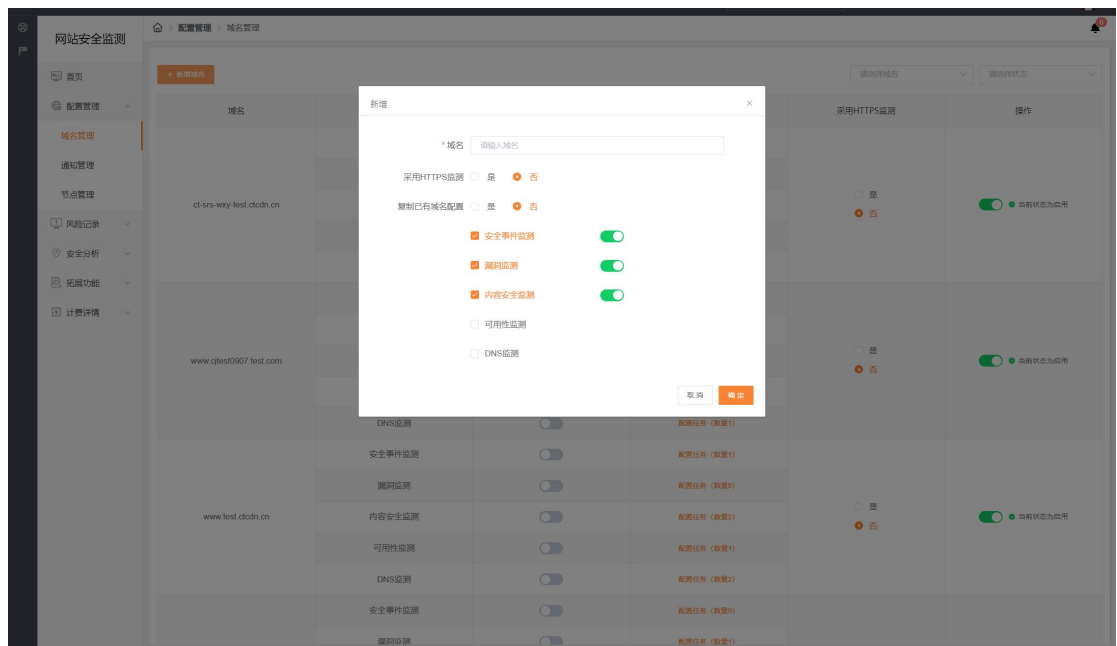 网站安全监测
配置管理 > 域名管理
0
首页
配置管理
域名管理
通知管理
节点管理
风险记录
安全分析
拓展功能
计费详情
+ 新增域名
请选择域名
请选择状态
域名
采用HTTPS监测
操作
新增
×
*域名
请输入域名
采用HTTPS监测 是 否
复制已有域名配置 是 否
安全事件监测
漏洞监测
内容安全监测
可用性监测
DNS监测
取消
确定
ct-srs-wxy-test.ctcdn.cn
是
否
当前状态为启用
www.cjtest0907.test.com
是
否
当前状态为启用
DNS监测 配置任务（数量1）
安全事件监测 配置任务（数量1）
漏洞监测 配置任务（数量6）
www.test.ctcdn.cn
内容安全监测 配置任务（数量2）
是
否
当前状态为启用
可用性监测 配置任务（数量1）
DNS监测 配置任务（数量2）
安全事件监测 配置任务（数量0）
漏洞监测 配置任务（数量1）